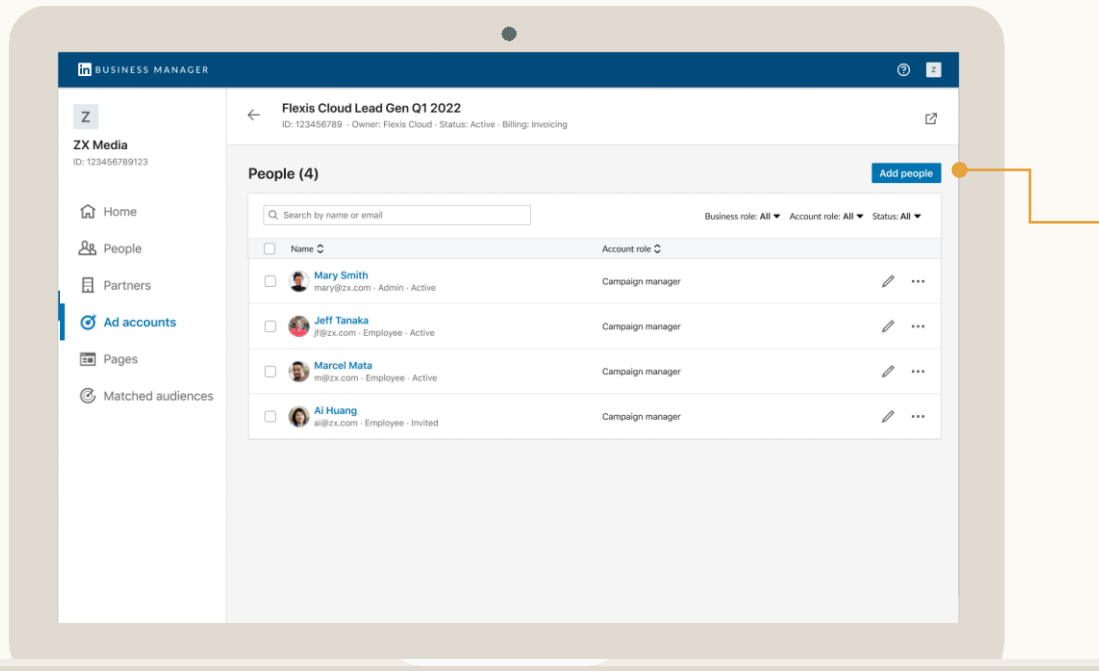 in BUSINESS MANAGER
Z
Z
ZX Media
ID: 123456789123
Home
People
Partners
Ad accounts
Pages
Matched audiences
Flexis Cloud Lead Gen Q1 2022
ID: 123456789 · Owner: Flexis Cloud · Status: Active · Billing: Invoicing
People (4)
Add people
Search by name or email
Business role: All Account role: All Status: All
Name Account role
Mary Smith
mary@zx.com · Admin · Active
Campaign manager
Jeff Tanaka
jf@zx.com · Employee · Active
Campaign manager
Marcel Mata
m@zx.com · Employee · Active
Campaign manager
Ai Huang
ai@zx.com · Employee · Invited
Campaign manager